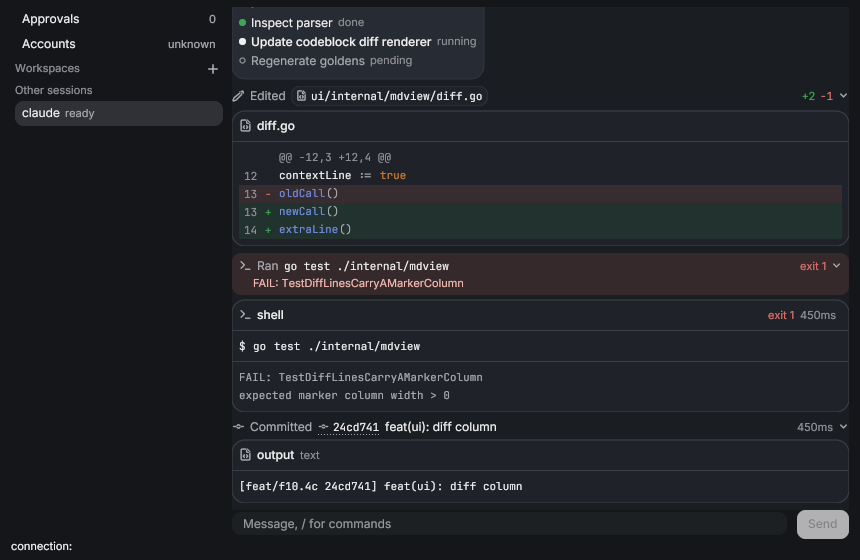 Approvals 0
Accounts unknown
Workspaces +
Other sessions
claude ready
Inspect parser done
Update codeblock diff renderer running
Regenerate goldens pending
Edited ui/internal/mdview/diff.go +2 -1
diff.go
@@ -12,3 +12,4 @@
12 contextLine := true
13 - oldCall()
13 + newCall()
14 + extraLine()
Ran go test ./internal/mdview exit 1
FAIL: TestDiffLinesCarryAMarkerColumn
shell exit 1 450ms
$ go test ./internal/mdview
FAIL: TestDiffLinesCarryAMarkerColumn
expected marker column width > 0
Committed 24cd741 feat(ui): diff column 450ms
output text
[feat/f10.4c 24cd741] feat(ui): diff column
Message, / for commands Send
connection: